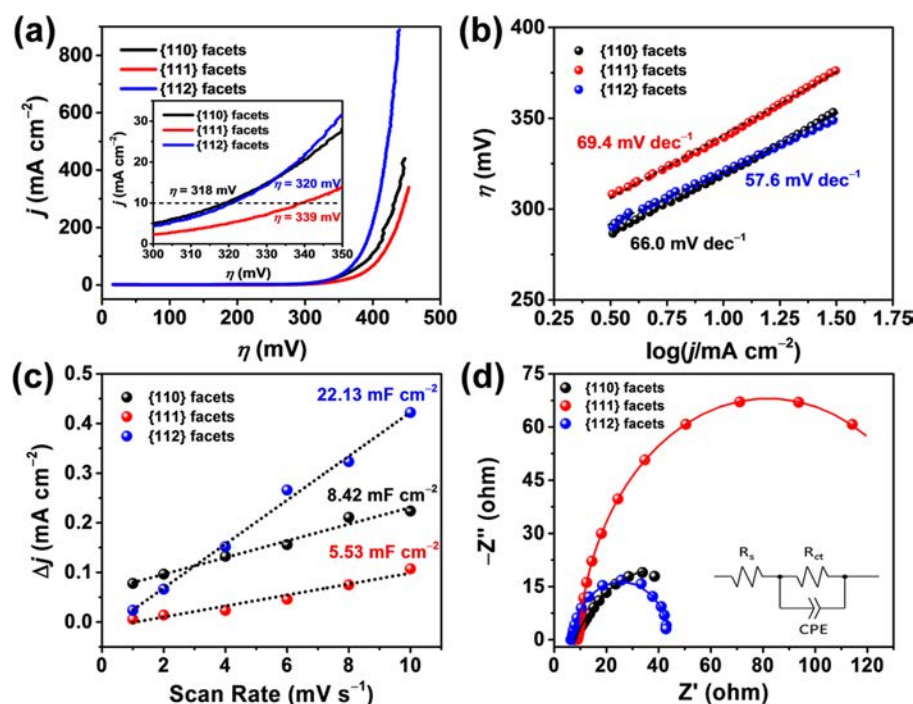 (a)
{110} facets
{111} facets
{112} facets
800
600
400
200
0
j (mA cm⁻²)
0 100 200 300 400 500
η (mV)
{110} facets
{111} facets
{112} facets
30
20
10
0
j (mA cm⁻²)
η = 318 mV
η = 320 mV
η = 339 mV
300 310 320 330 340 350
η (mV)
(b)
{110} facets
{111} facets
{112} facets
400
350
300
250
η (mV)
69.4 mV dec⁻¹
57.6 mV dec⁻¹
66.0 mV dec⁻¹
0.25 0.50 0.75 1.00 1.25 1.50 1.75
log(j/mA cm⁻²)
(c)
{110} facets
{111} facets
{112} facets
0.5
0.4
0.3
0.2
0.1
0.0
Δj (mA cm⁻²)
22.13 mF cm⁻²
8.42 mF cm⁻²
5.53 mF cm⁻²
0 2 4 6 8 10
Scan Rate (mV s⁻¹)
(d)
{110} facets
{111} facets
{112} facets
75
60
45
30
15
0
−Z'' (ohm)
Rs
Rct
CPE
0 20 40 60 80 100 120
Z' (ohm)